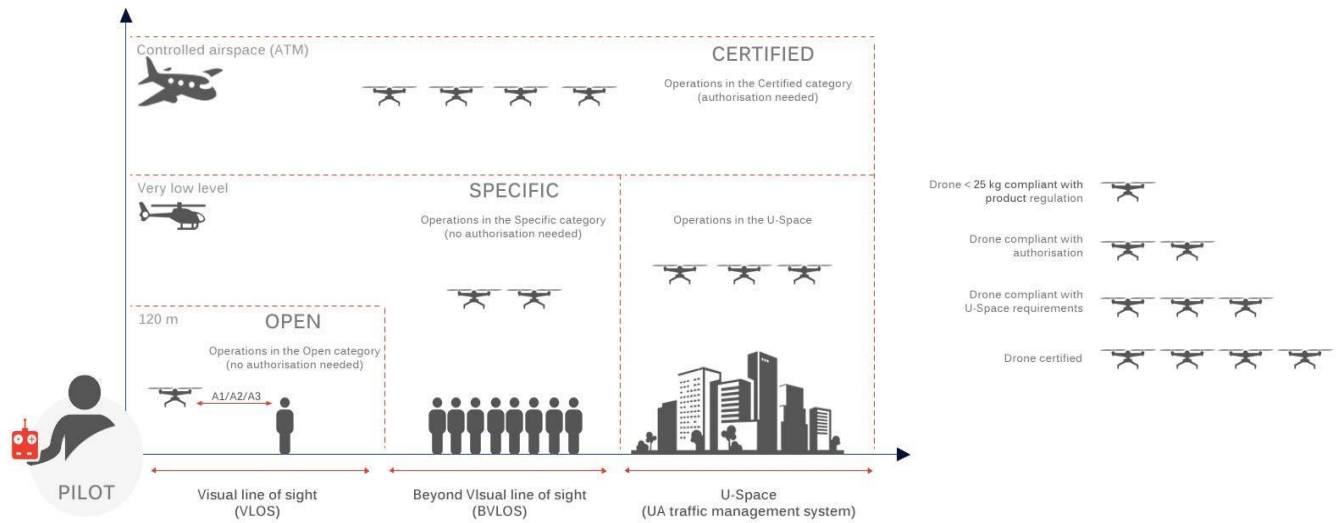 Controlled airspace (ATM)
CERTIFIED
Operations in the Certified category
(authorisation needed)
Very low level
SPECIFIC
Operations in the Specific category
(no authorisation needed)
Operations in the U-Space
120 m
OPEN
Operations in the Open category
(no authorisation needed)
A1/A2/A3
PILOT
Visual line of sight
(VLOS)
Beyond VIsual line of sight
(BVLOS)
U-Space
(UA traffic management system)
Drone < 25 kg compliant with
product regulation
Drone compliant with
authorisation
Drone compliant with
U-Space requirements
Drone certified